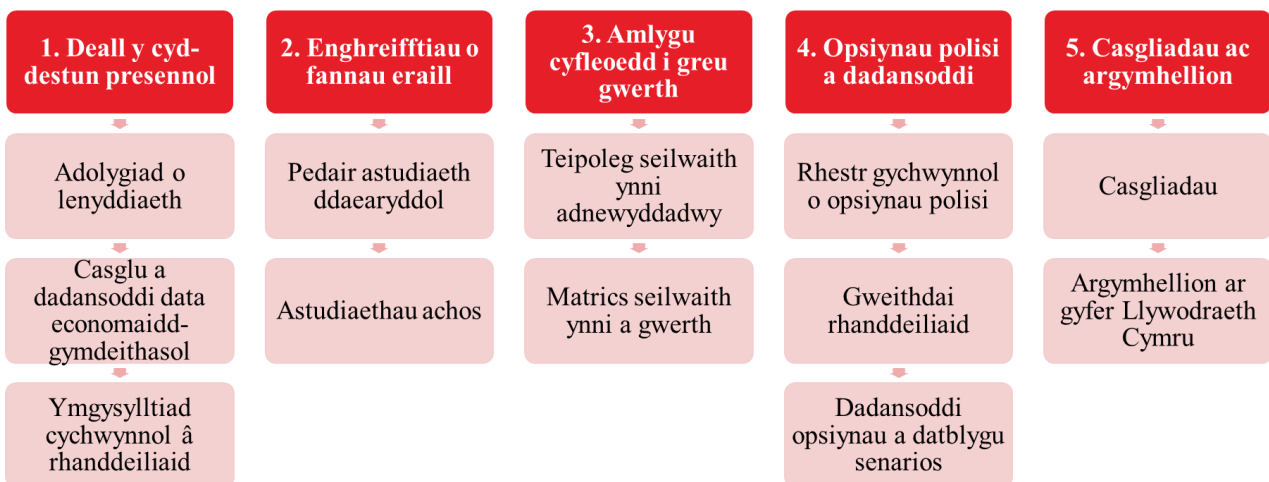 1. Deall y cyd-
destun presennol
Adolygiad o
lenyddiaeth
Casglu a
dadansoddi data
economaidd-
gymdeithasol
Ymgysylltiad
cychwynnol â
rhanddeiliaid
2. Enghreifftiau o
fannau eraill
Pedair astudiaeth
ddaearyddol
Astudiaethau achos
3. Amlygu
cyfleoedd i greu
gwerth
Teipoleg seilwaith
ynni
adnewyddadwy
Matrics seilwaith
ynni a gwerth
4. Opsiynau polisi
a dadansoddi
Rhestr gychwynnol
o opsiynau polisi
Gweithdai
rhanddeiliaid
Dadansoddi
opsiynau a datblygu
senarios
5. Casgliadau ac
argymhellion
Casgliadau
Argymhellion ar
gyfer Llywodraeth
Cymru